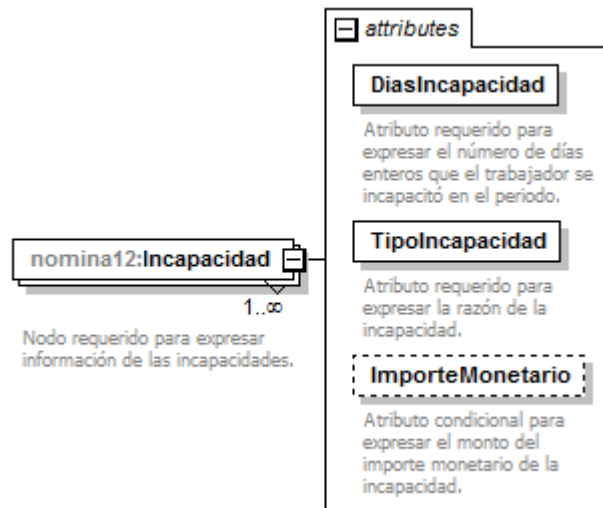 attributes
DiasIncapacidad
Atributo requerido para
expresar el número de días
enteros que el trabajador se
incapacitó en el periodo.
nomina12:Incapacidad
1..∞
Nodo requerido para expresar
información de las incapacidades.
TipoIncapacidad
Atributo requerido para
expresar la razón de la
incapacidad.
ImporteMonetario
Atributo condicional para
expresar el monto del
importe monetario de la
incapacidad.